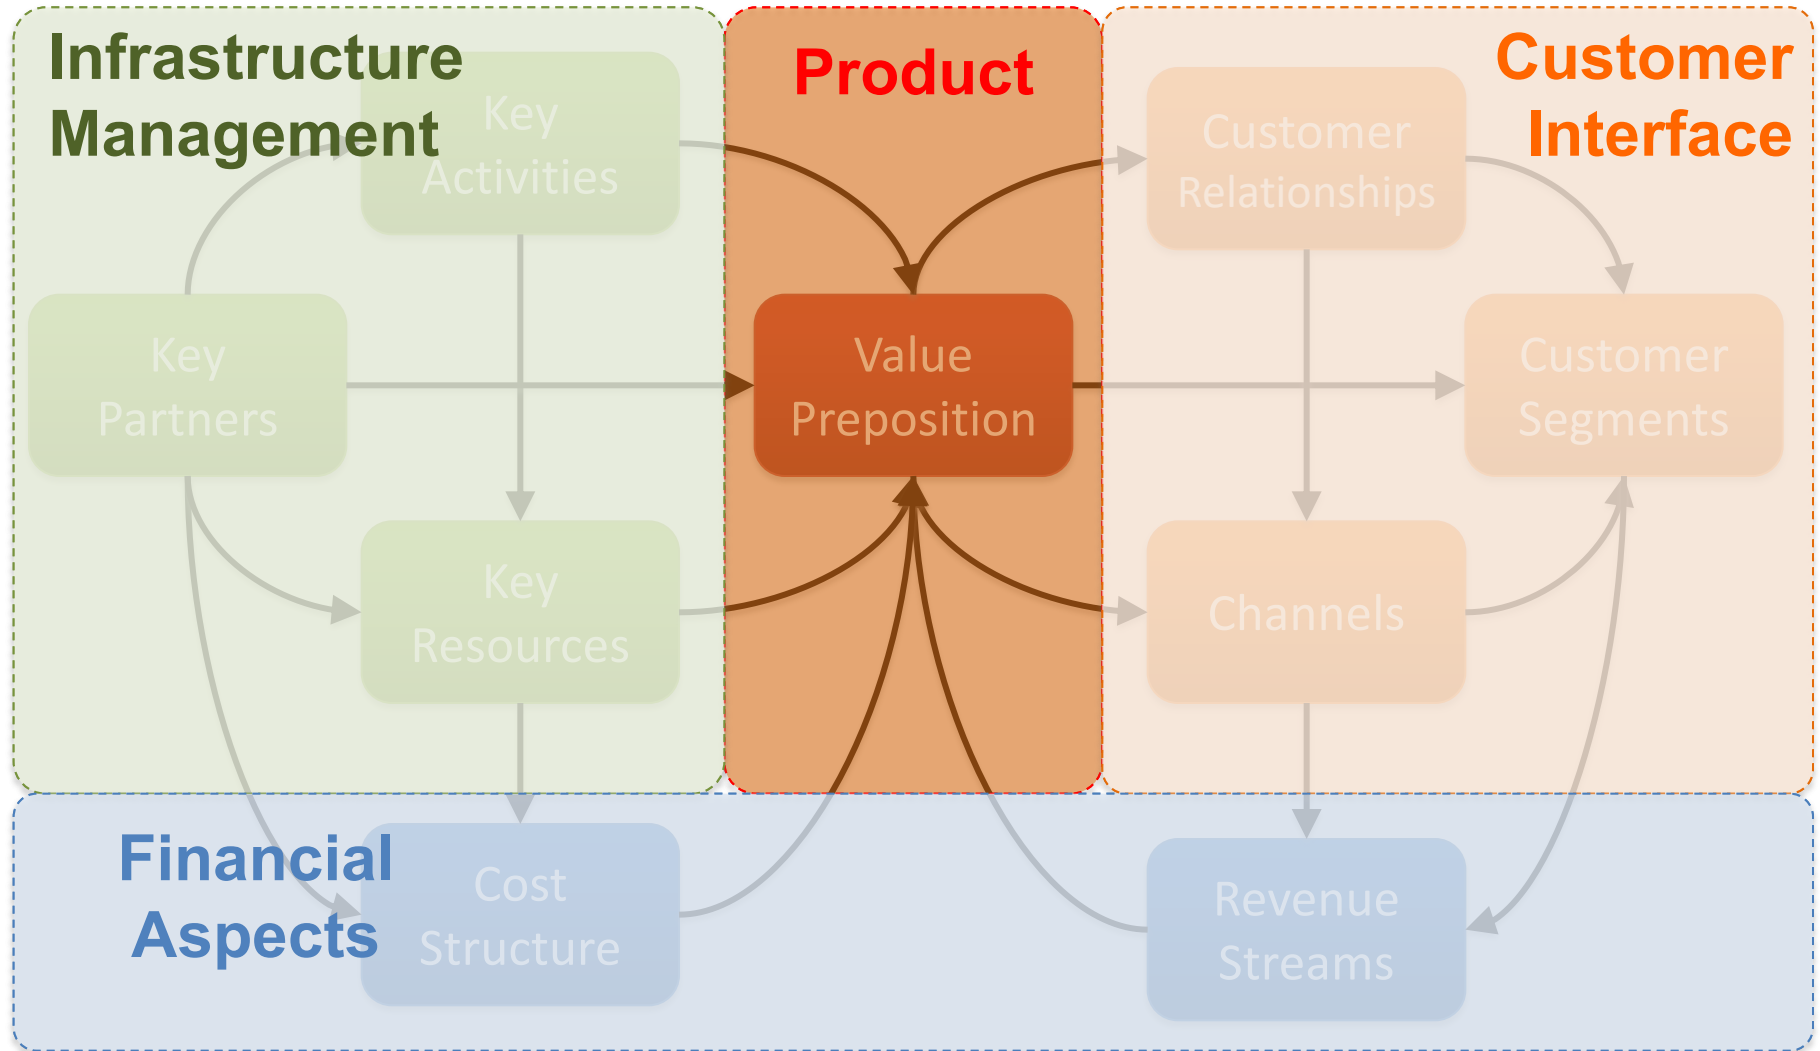 Infrastructure
Management
Product
Customer
Interface
Key
Activities
Customer
Relationships
Key
Partners
Value
Preposition
Customer
Segments
Key
Resources
Channels
Financial
Aspects
Cost
Structure
Revenue
Streams